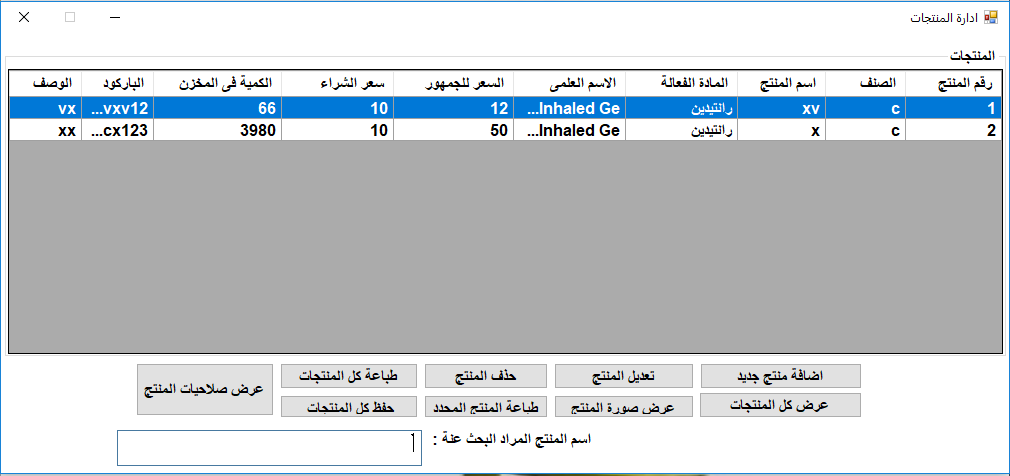 ادارة المنتجات
المنتجات
رقم المنتج الصنف اسم المنتج المادة الفعالة الاسم العلمى السعر للجمهور سعر الشراء الكمية فى المخزن الباركود الوصف
1 c xv رانتيدين Inhaled Ge... 12 10 66 vxv12... vx
2 c x رانتيدين Inhaled Ge... 50 10 3980 cx123... xx
اضافة منتج جديد تعديل المنتج حذف المنتج طباعة كل المنتجات عرض صلاحيات المنتج
عرض كل المنتجات عرض صورة المنتج طباعة المنتج المحدد حفظ كل المنتجات
اسم المنتج المراد البحث عنة :